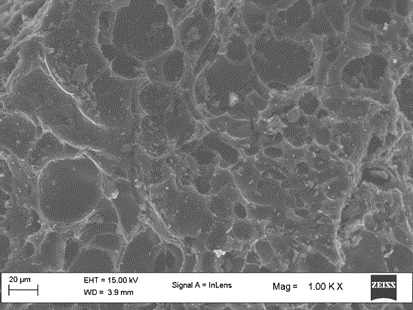 20 µm
EHT = 15.00 kV
WD = 3.9 mm
Signal A = InLens
Mag = 1.00 K X
ZEISS